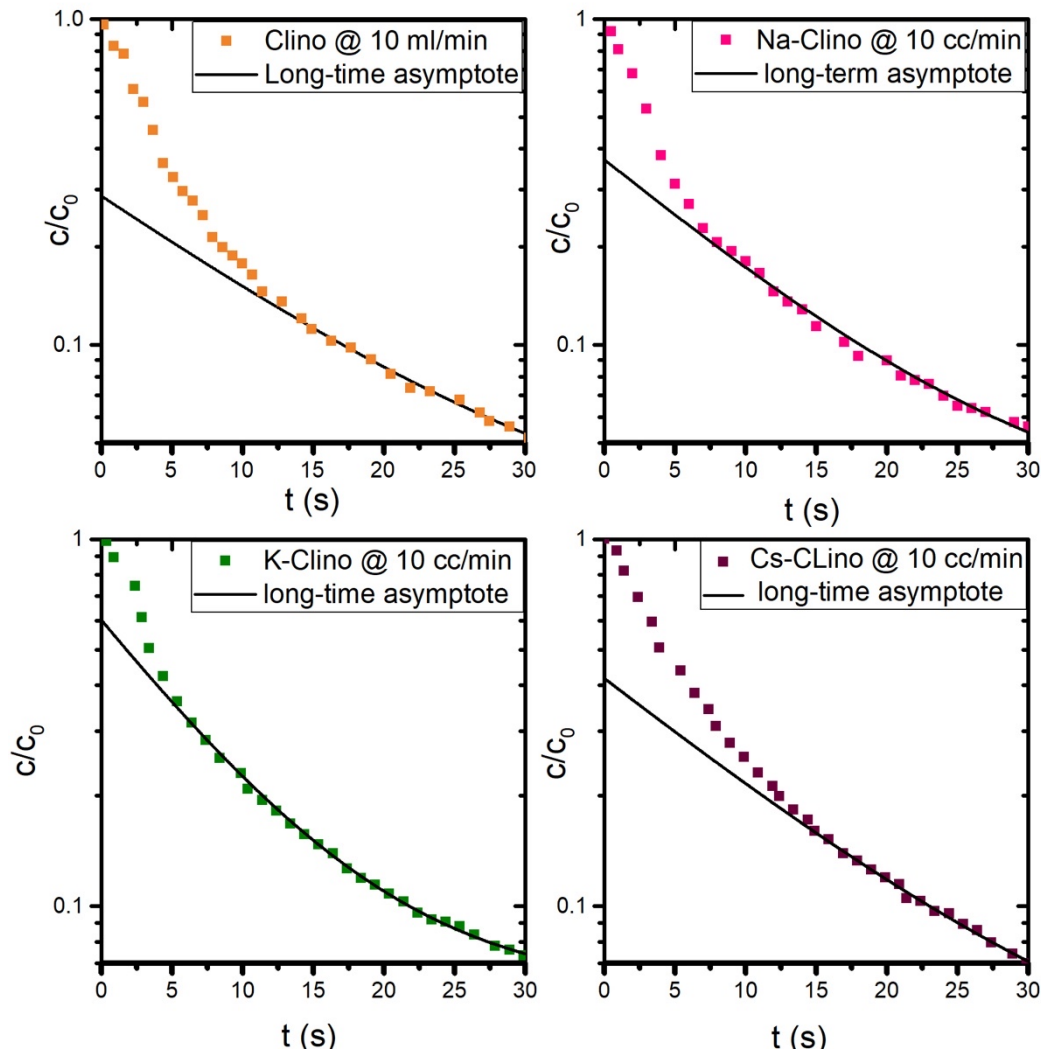 Clino @ 10 ml/min
Long-time asymptote
1.0
0.1
c/c0
0 5 10 15 20 25 30
t (s)
Na-Clino @ 10 cc/min
long-term asymptote
0.1
c/c0
0 5 10 15 20 25 30
t (s)
K-Clino @ 10 cc/min
long-time asymptote
1
0.1
c/c0
0 5 10 15 20 25 30
t (s)
Cs-CLino @ 10 cc/min
long-time asymptote
1
0.1
c/c0
0 5 10 15 20 25 30
t (s)